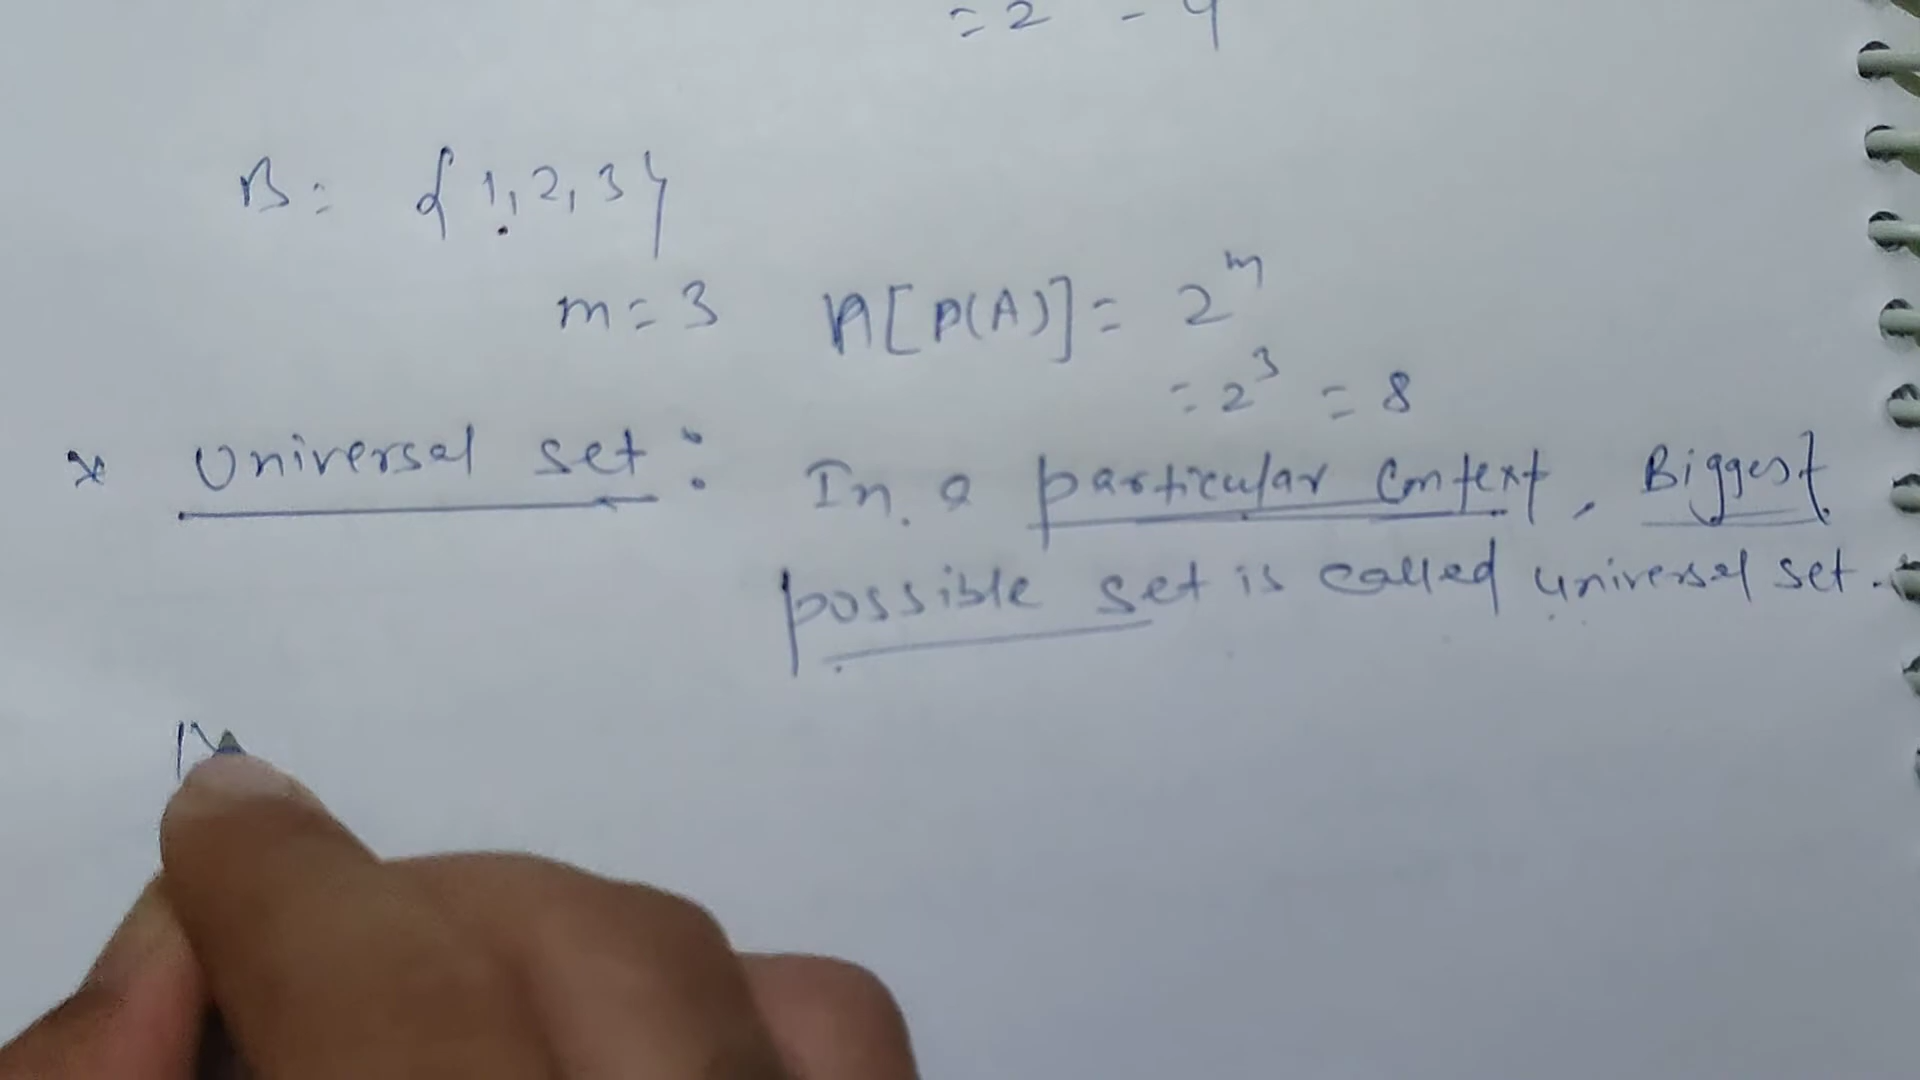 = 2 - 4
B = {1, 2, 3}
m = 3 n[P(A)] = 2^m
= 2^3 = 8
* Universal set : In a particular Context, Biggest
possible set is called universal set.
N